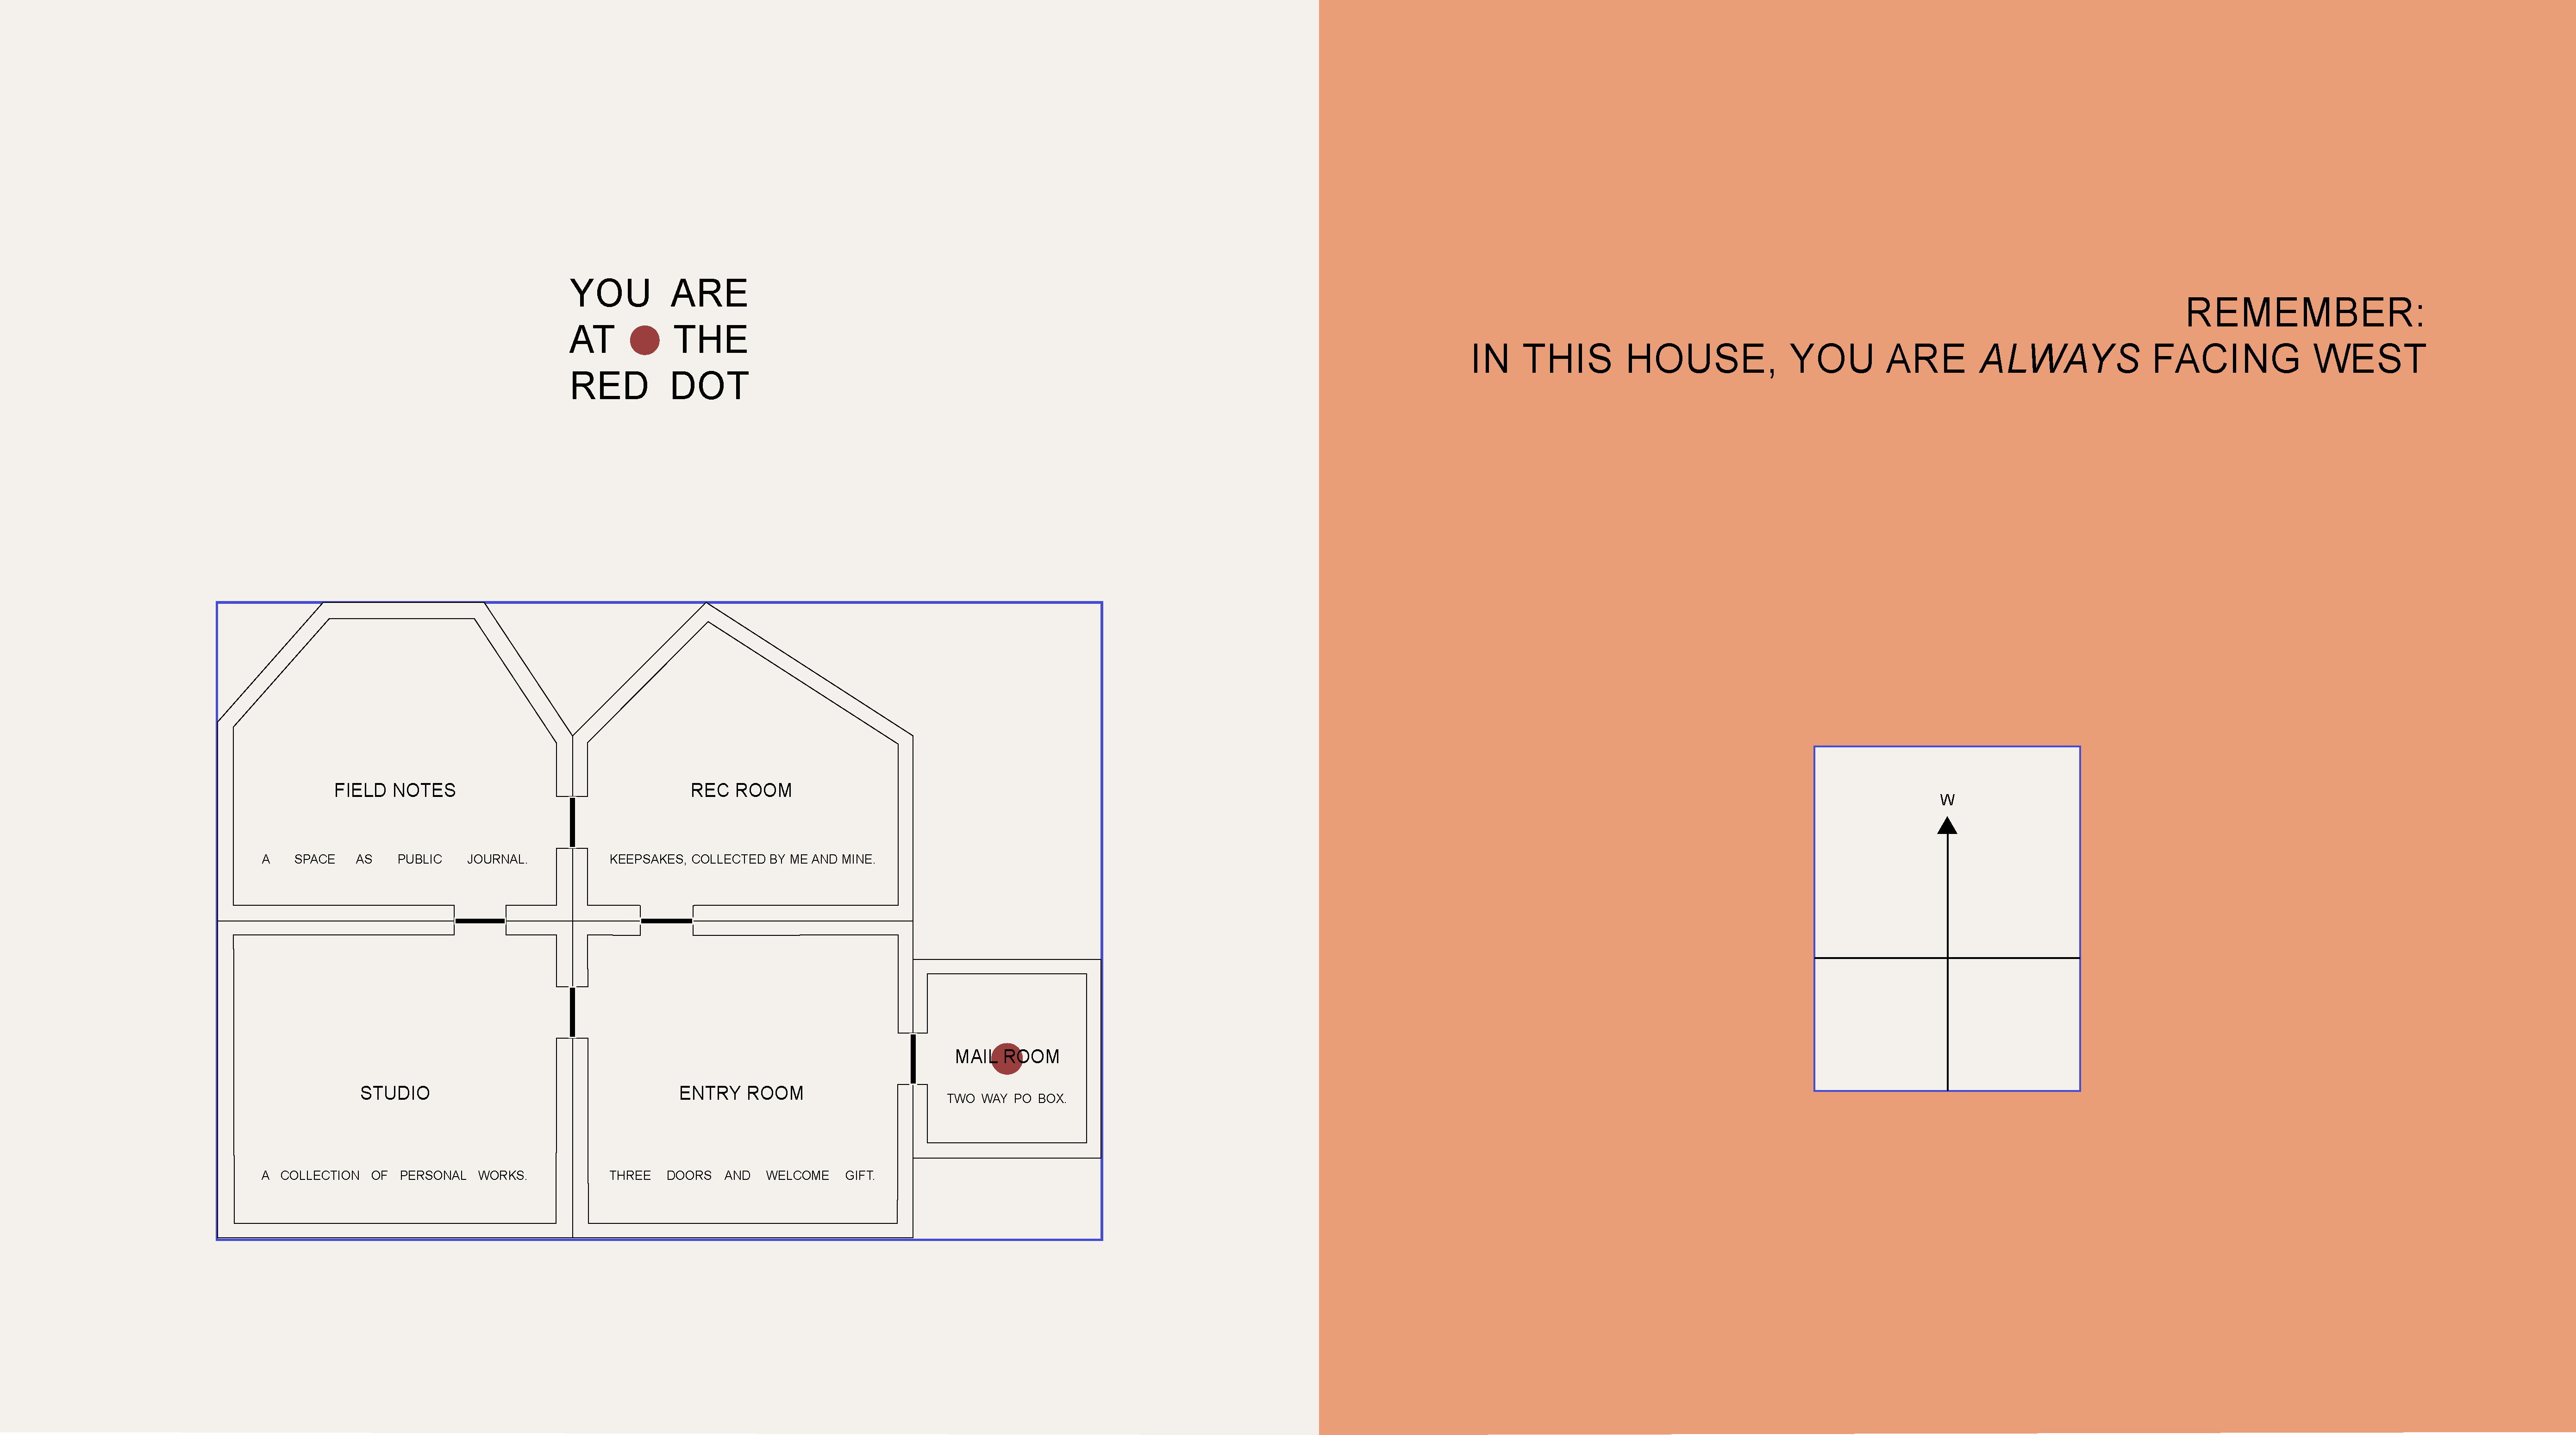 YOU ARE
AT THE
RED DOT
FIELD NOTES
A SPACE AS PUBLIC JOURNAL.
REC ROOM
KEEPSAKES, COLLECTED BY ME AND MINE.
STUDIO
A COLLECTION OF PERSONAL WORKS.
ENTRY ROOM
THREE DOORS AND WELCOME GIFT.
MAIL ROOM
TWO WAY PO BOX.
REMEMBER:
IN THIS HOUSE, YOU ARE ALWAYS FACING WEST
W